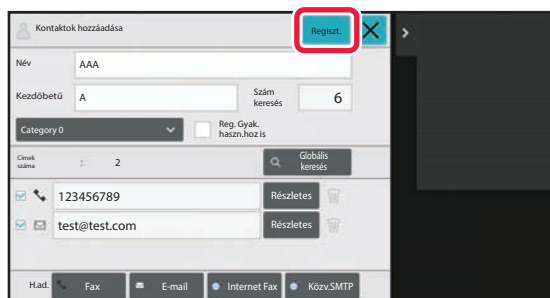 Kontaktok hozzáadása
Regiszt.
Név
AAA
Kezdőbetű
A
Szám
keresés
6
Category 0
Reg. Gyak.
haszn.hoz is
Címek
száma
:
2
Globális
keresés
123456789
Részletes
test@test.com
Részletes
H.ad.
Fax
E-mail
Internet Fax
Közv.SMTP